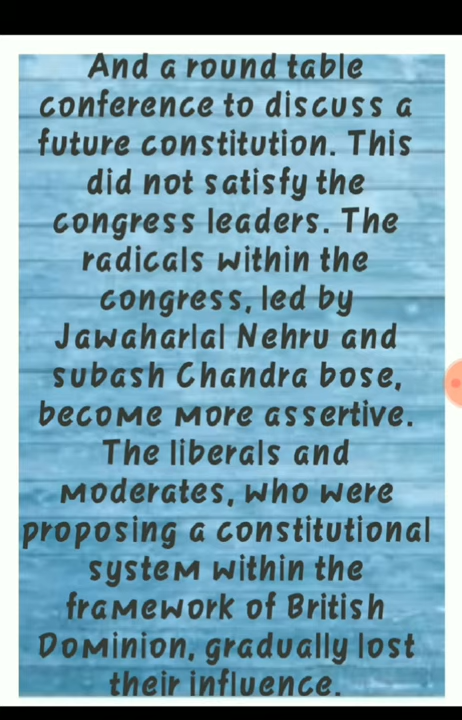 And a round table
conference to discuss a
future constitution. This
did not satisfy the
congress leaders. The
radicals within the
congress, led by
Jawaharlal Nehru and
subash Chandra bose,
become more assertive.
The liberals and
moderates, who were
proposing a constitutional
system within the
framework of British
Dominion, gradually lost
their influence.